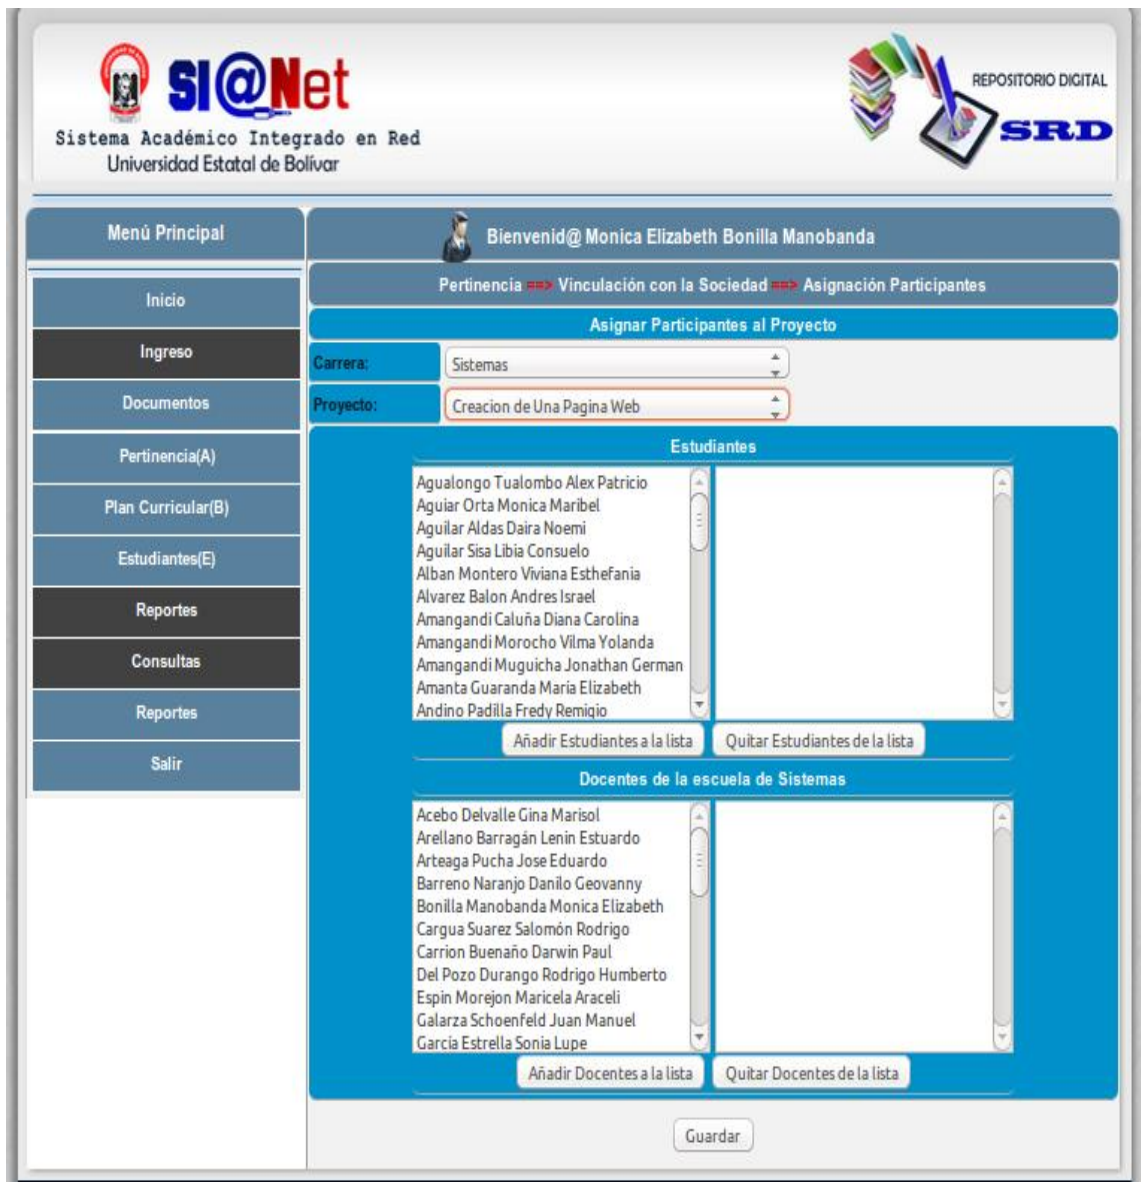 SI@Net
Sistema Académico Integrado en Red
Universidad Estatal de Bolívar
REPOSITORIO DIGITAL
SRD
Menú Principal
Inicio
Ingreso
Documentos
Pertinencia(A)
Plan Curricular(B)
Estudiantes(E)
Reportes
Consultas
Reportes
Salir
Bienvenid@ Monica Elizabeth Bonilla Manobanda
Pertinencia ==> Vinculación con la Sociedad ==> Asignación Participantes
Asignar Participantes al Proyecto
Carrera: Sistemas
Proyecto: Creacion de Una Pagina Web
Estudiantes
Agualongo Tualombo Alex Patricio
Aguiar Orta Monica Maribel
Aguilar Aldas Daira Noemi
Aguilar Sisa Libia Consuelo
Alban Montero Viviana Esthefania
Alvarez Balon Andres Israel
Amangandi Caluña Diana Carolina
Amangandi Morocho Vilma Yolanda
Amangandi Muguicha Jonathan German
Amanta Guaranda Maria Elizabeth
Andino Padilla Fredy Remigio
Añadir Estudiantes a la lista Quitar Estudiantes de la lista
Docentes de la escuela de Sistemas
Acebo Delvalle Gina Marisol
Arellano Barragán Lenin Estuardo
Arteaga Pucha Jose Eduardo
Barreno Naranjo Danilo Geovanny
Bonilla Manobanda Monica Elizabeth
Cargua Suarez Salomón Rodrigo
Carrion Buenaño Darwin Paul
Del Pozo Durango Rodrigo Humberto
Espin Morejon Maricela Araceli
Galarza Schoenfeld Juan Manuel
García Estrella Sonia Lupe
Añadir Docentes a la lista Quitar Docentes de la lista
Guardar